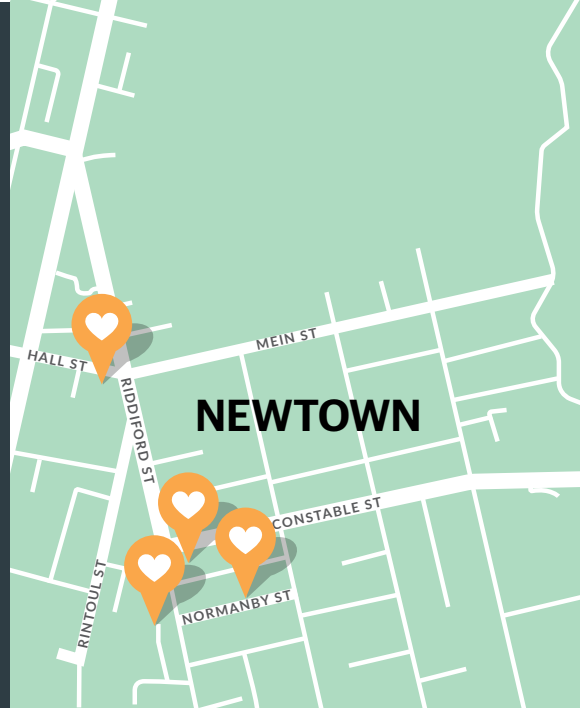 MEIN ST
HALL ST
RIDDIFORD ST
NEWTOWN
CONSTABLE ST
RINTOUL ST
NORMANBY ST